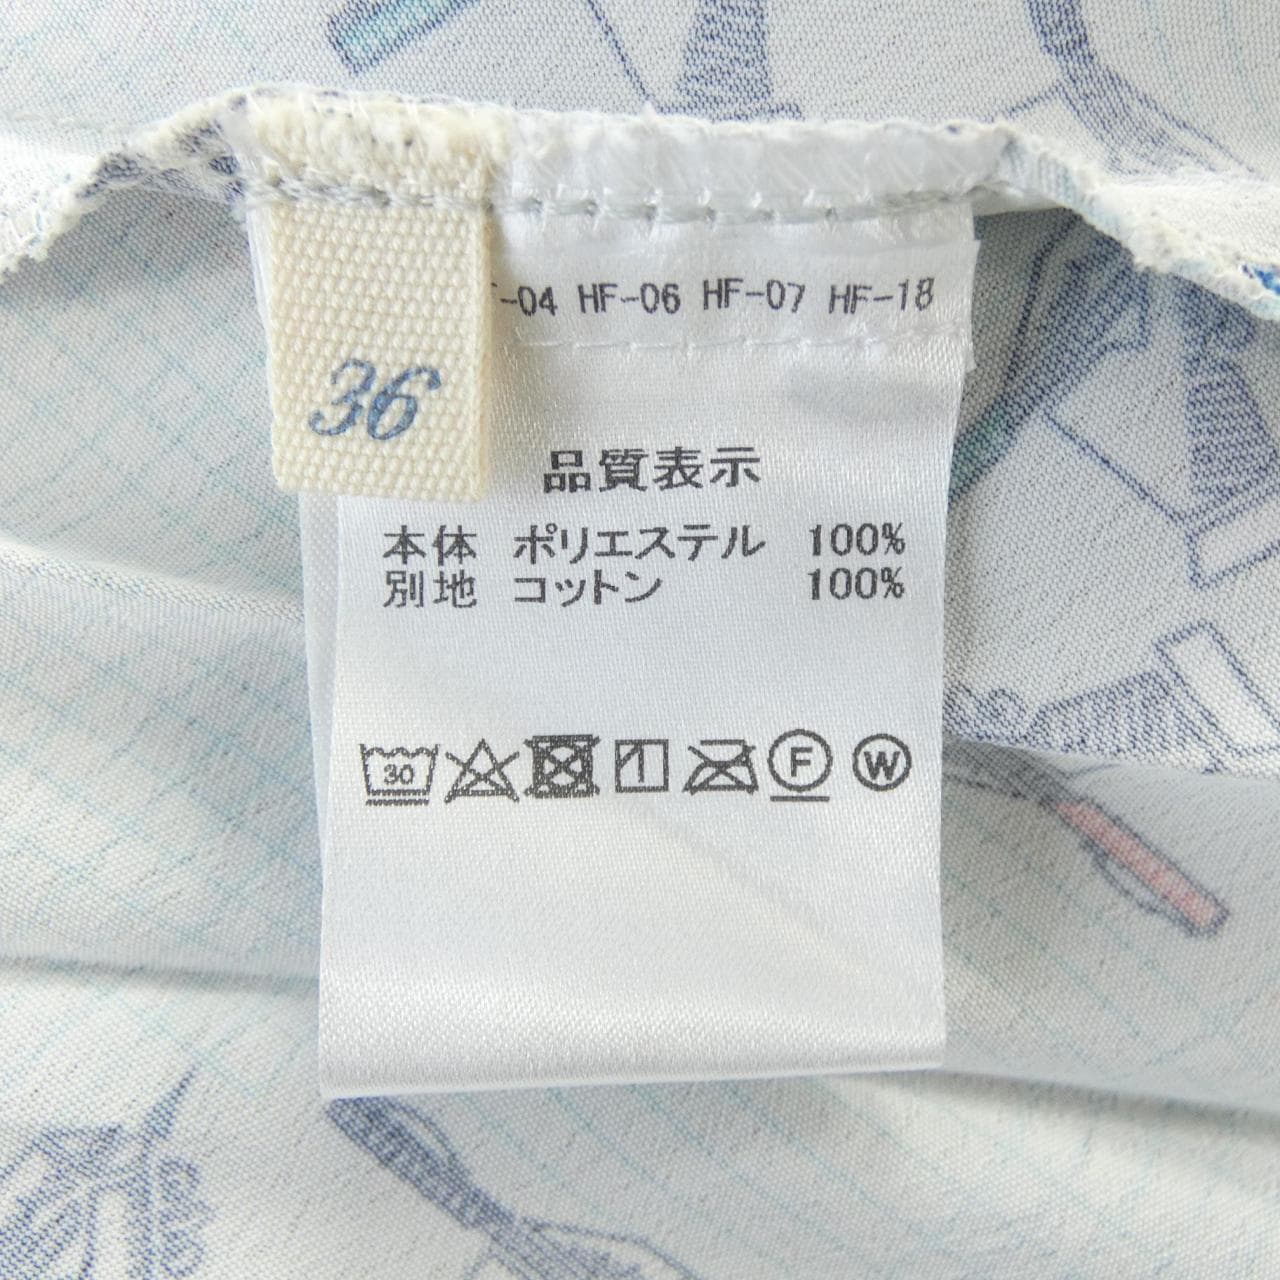 -04 HF-06 HF-07 HF-18
36
品質表示
本体 ポリエステル 100%
別地 コットン 100%
30 F W